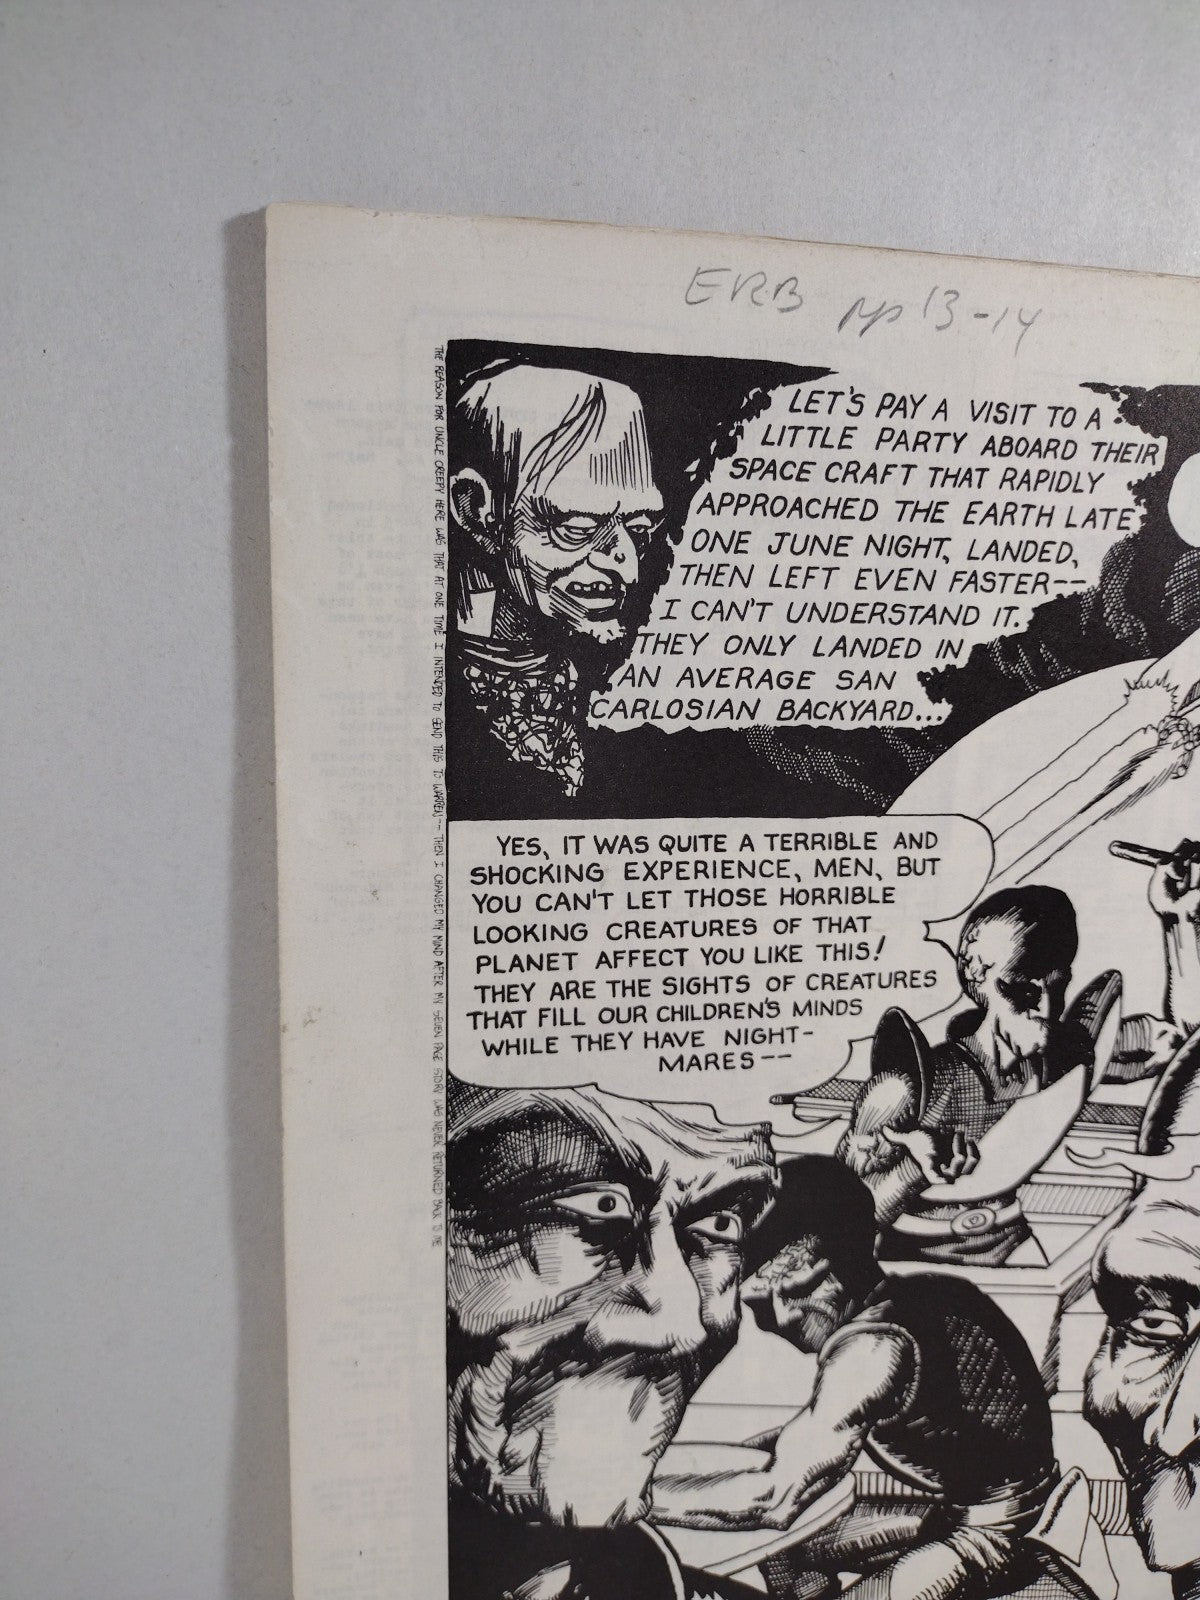 ERB pp 13-14
LET'S PAY A VISIT TO A
LITTLE PARTY ABOARD THEIR
SPACE CRAFT THAT RAPIDLY
APPROACHED THE EARTH LATE
ONE JUNE NIGHT, LANDED,
THEN LEFT EVEN FASTER--
I CAN'T UNDERSTAND IT.
THEY ONLY LANDED IN
AN AVERAGE SAN
CARLOSIAN BACKYARD...
THE REASON FOR UNCLE CREEPY HERE WAS THAT AT ONE TIME I INTENDED TO SEND THIS TO WARREN-- THEN I CHANGED MY MIND AFTER MY SEVEN PAGE STORY WAS NEVER RETURNED BACK TO ME
YES, IT WAS QUITE A TERRIBLE AND
SHOCKING EXPERIENCE, MEN, BUT
YOU CAN'T LET THOSE HORRIBLE
LOOKING CREATURES OF THAT
PLANET AFFECT YOU LIKE THIS!
THEY ARE THE SIGHTS OF CREATURES
THAT FILL OUR CHILDREN'S MINDS
WHILE THEY HAVE NIGHT-
MARES--